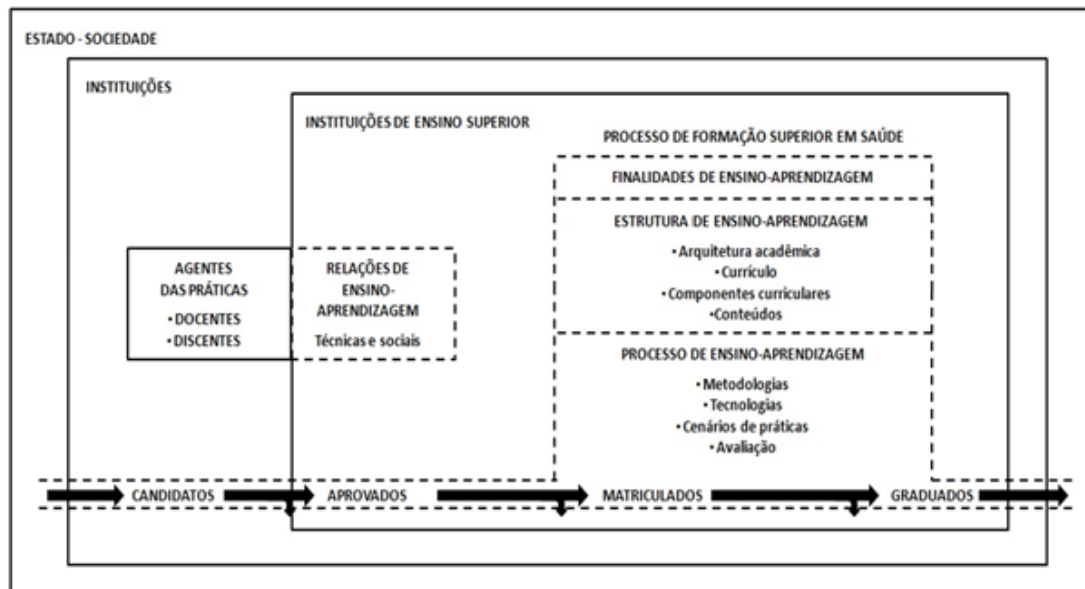 ESTADO - SOCIEDADE
INSTITUIÇÕES
INSTITUIÇÕES DE ENSINO SUPERIOR
PROCESSO DE FORMAÇÃO SUPERIOR EM SAÚDE
FINALIDADES DE ENSINO-APRENDIZAGEM
ESTRUTURA DE ENSINO-APRENDIZAGEM
• Arquitetura acadêmica
• Currículo
• Componentes curriculares
• Conteúdos
AGENTES
DAS PRÁTICAS
• DOCENTES
• DISCENTES
RELAÇÕES DE
ENSINO-
APRENDIZAGEM
Técnicas e sociais
PROCESSO DE ENSINO-APRENDIZAGEM
• Metodologias
• Tecnologias
• Cenários de práticas
• Avaliação
CANDIDATOS
APROVADOS
MATRICULADOS
GRADUADOS